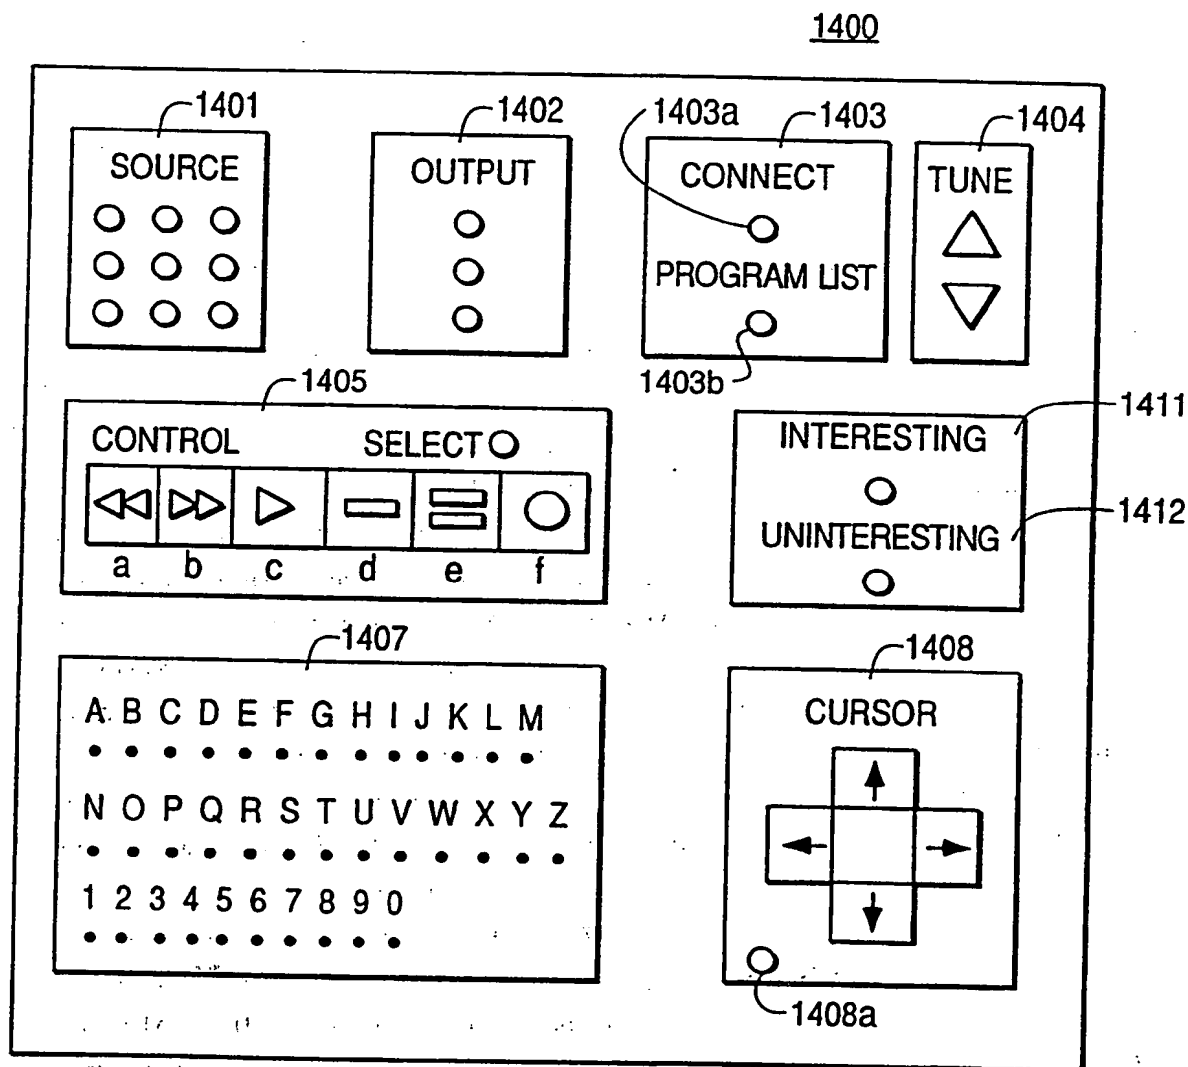 1400
1401
1402
1403a
1403
1404
SOURCE
OUTPUT
CONNECT
TUNE
PROGRAM LIST
1403b
1405
1411
CONTROL
SELECT
INTERESTING
1412
UNINTERESTING
a b c d e f
1407
1408
A B C D E F G H I J K L M
CURSOR
N O P Q R S T U V W X Y Z
1 2 3 4 5 6 7 8 9 0
1408a